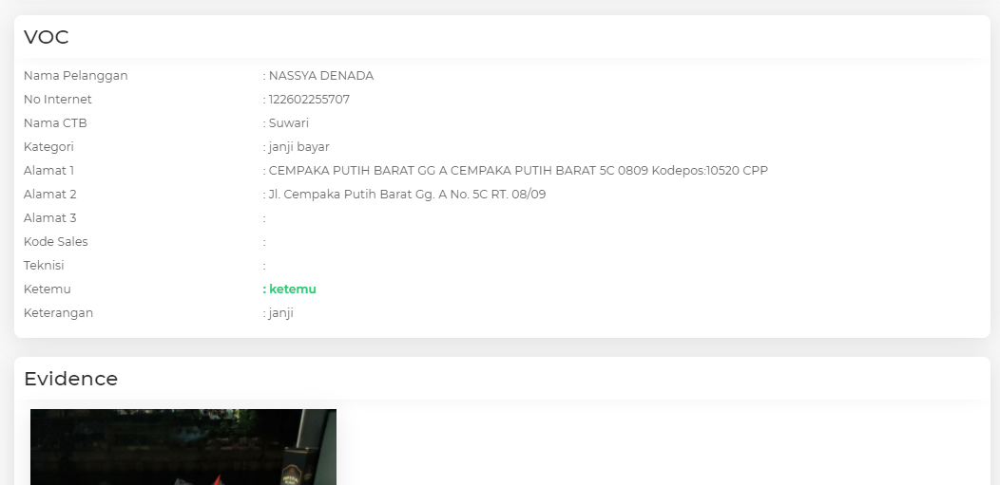 VOC
Nama Pelanggan : NASSYA DENADA
No Internet : 122602255707
Nama CTB : Suwari
Kategori : janji bayar
Alamat 1 : CEMPAKA PUTIH BARAT GG A CEMPAKA PUTIH BARAT 5C 0809 Kodepos:10520 CPP
Alamat 2 : Jl. Cempaka Putih Barat Gg. A No. 5C RT. 08/09
Alamat 3 :
Kode Sales :
Teknisi :
Ketemu : ketemu
Keterangan : janji
Evidence